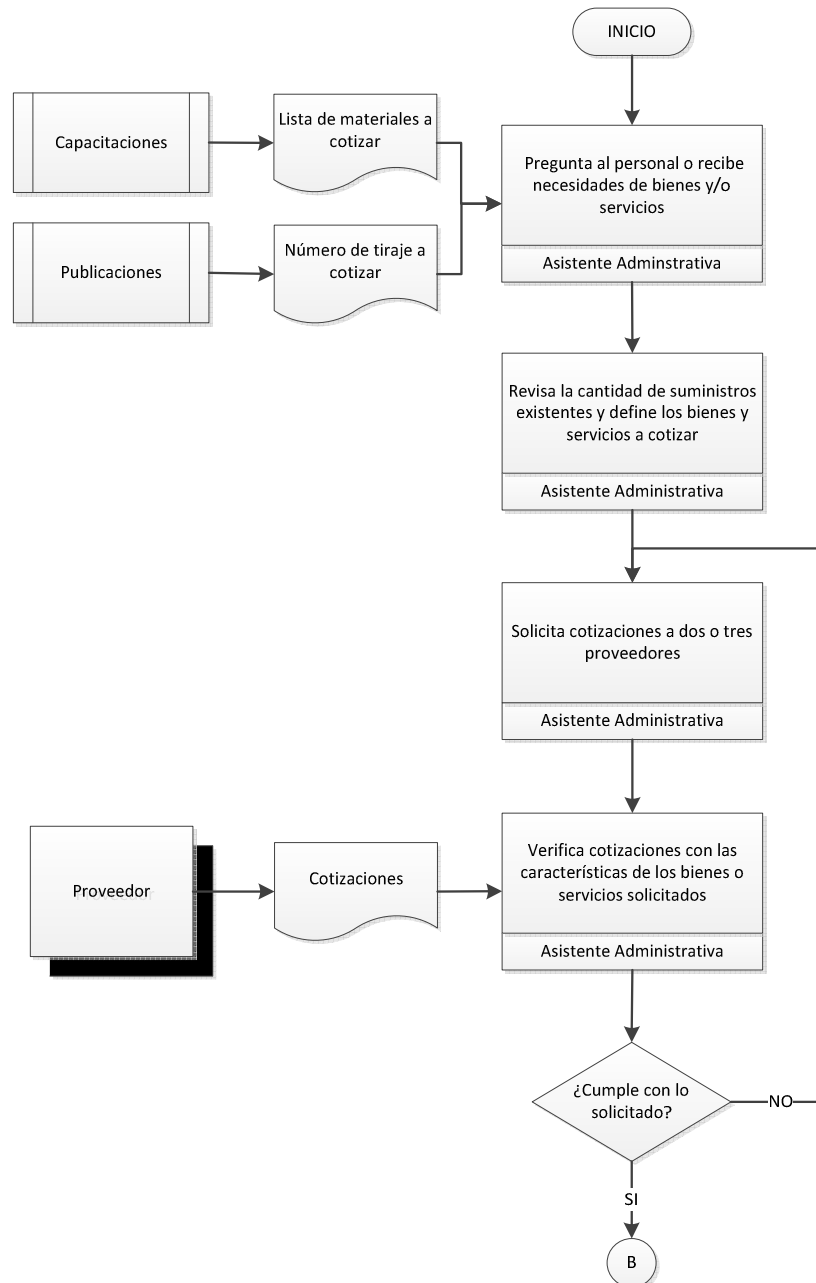 INICIO
Capacitaciones
Lista de materiales a
cotizar
Pregunta al personal o recibe
necesidades de bienes y/o
servicios
Asistente Adminstrativa
Publicaciones
Número de tiraje a
cotizar
Revisa la cantidad de suministros
existentes y define los bienes y
servicios a cotizar
Asistente Administrativa
Solicita cotizaciones a dos o tres
proveedores
Asistente Administrativa
Proveedor
Cotizaciones
Verifica cotizaciones con las
características de los bienes o
servicios solicitados
Asistente Administrativa
¿Cumple con lo
solicitado?
NO
SI
B